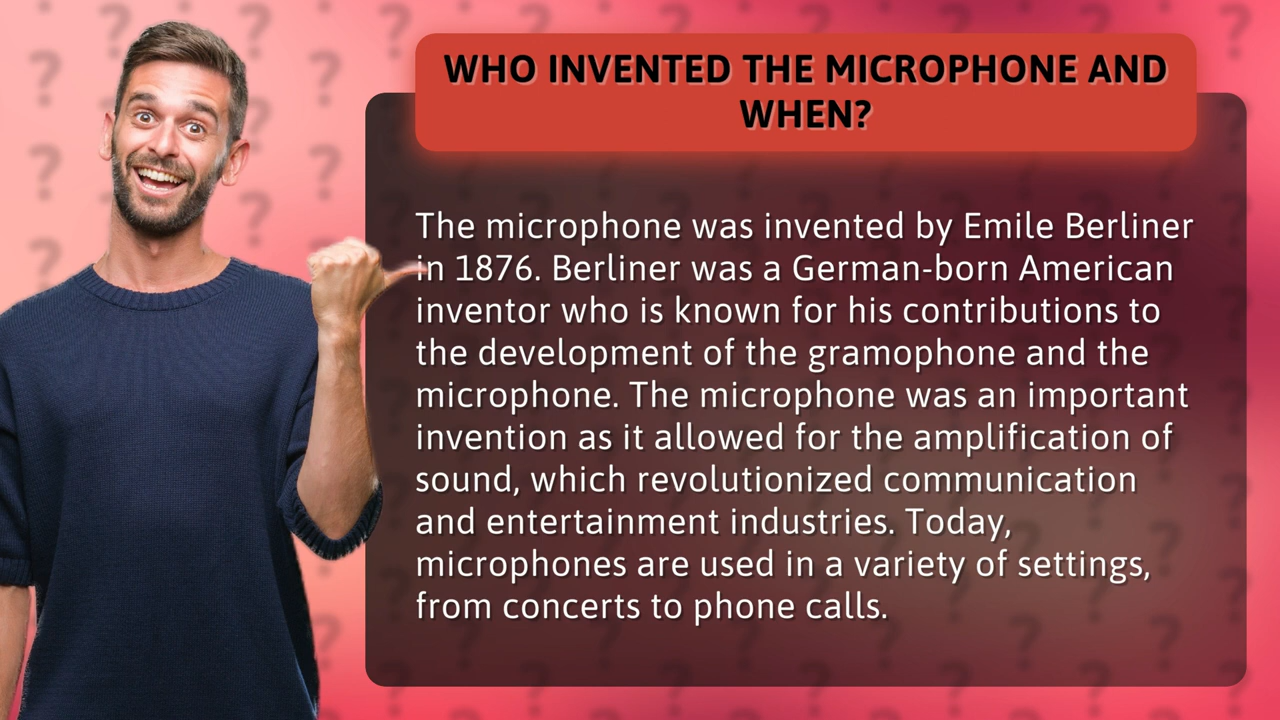 WHO INVENTED THE MICROPHONE AND
WHEN?
The microphone was invented by Emile Berliner
in 1876. Berliner was a German-born American
inventor who is known for his contributions to
the development of the gramophone and the
microphone. The microphone was an important
invention as it allowed for the amplification of
sound, which revolutionized communication
and entertainment industries. Today,
microphones are used in a variety of settings,
from concerts to phone calls.